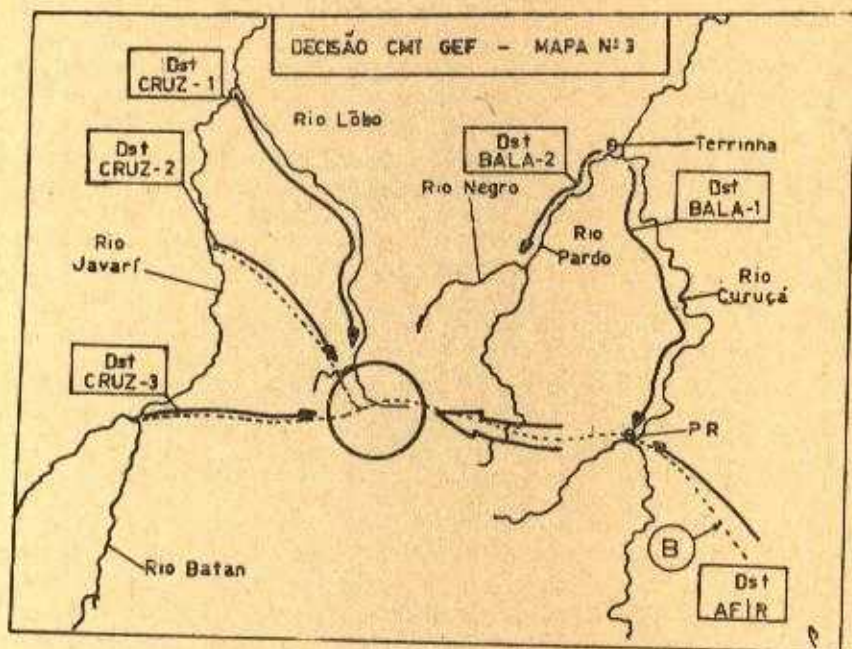 DECISÃO CMT GEF - MAPA Nº 3
Dst
CRUZ-1
Rio Lôbo
Dst
CRUZ-2
Dst
BALA-2
Terrinha
Rio Negro
Dst
BALA-1
Rio
Javarí
Rio
Pardo
Rio
Curuçá
Dst
CRUZ-3
PR
B
Rio Batan
Dst
AF/R